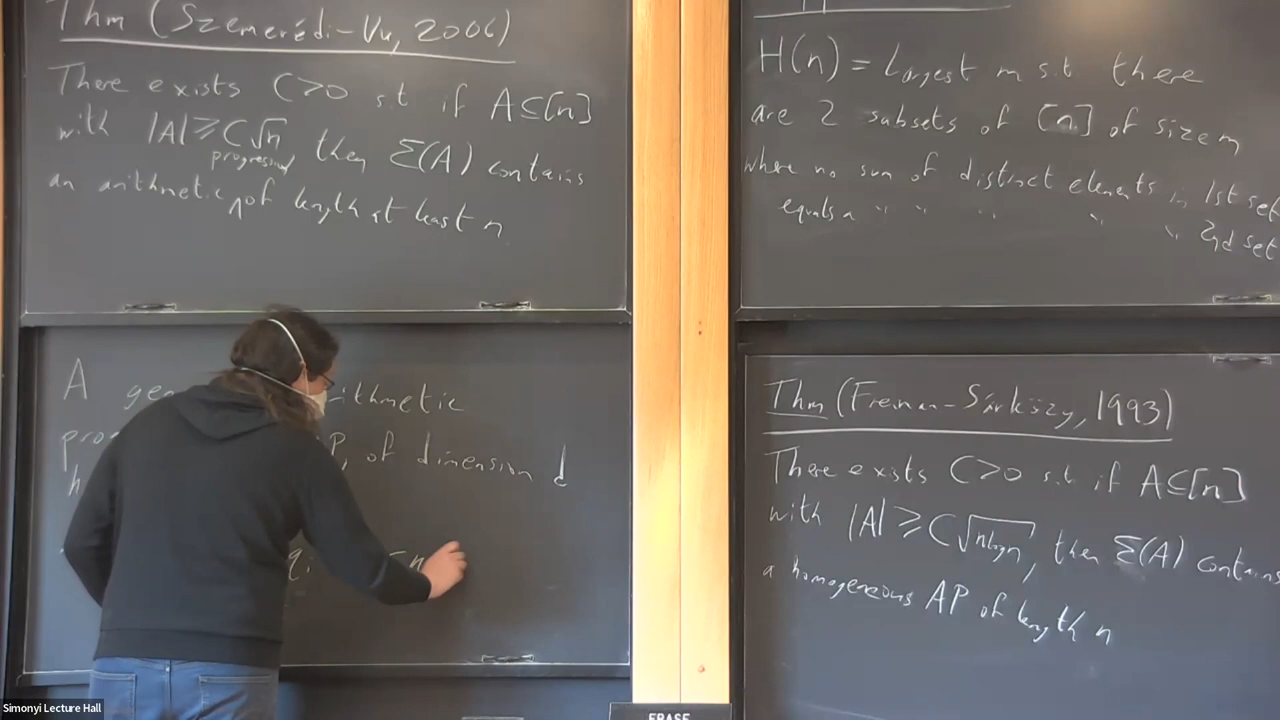 Thm (Szemerédi-Vu, 2006)
There exists C>0 s.t if A⊆[n]
with |A|≥C√n then Σ(A) contains
progression
an arithmetic ∧ of length at least n
A arithmetic
P, of dimension d
H(n) = Largest m s.t there
are 2 subsets of [n] of size m
where no sum of distinct elements in 1st set
equals a " " " " " 2nd set
Thm (Freiman-Sárközy, 1993)
There exists C>0 s.t. if A⊆[n]
with |A| ≥ C√n log n, then Σ(A) contains
a homogeneous AP of length n
ERASE
Simonyi Lecture Hall